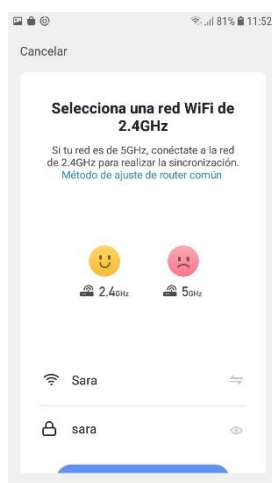 81% 11:52
Cancelar
Selecciona una red WiFi de
2.4GHz
Si tu red es de 5GHz, conéctate a la red
de 2.4GHz para realizar la sincronización.
Método de ajuste de router común
2.4GHz 5GHz
Sara
sara